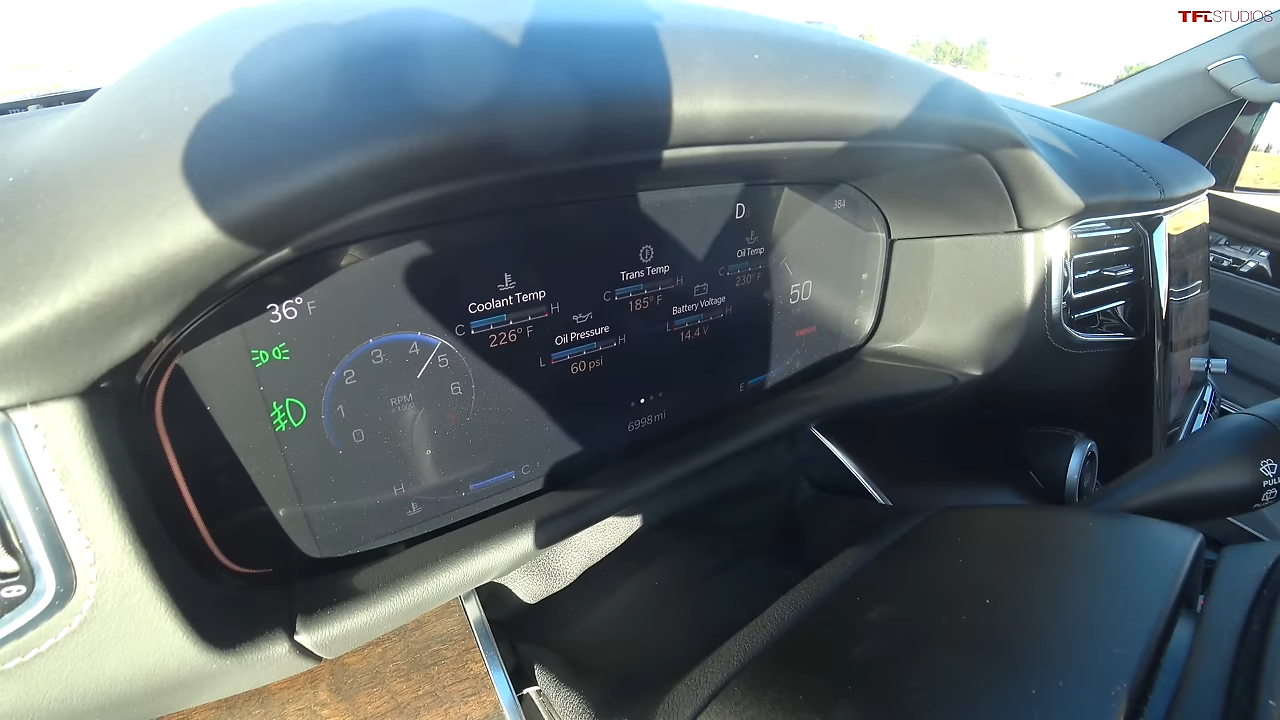 TFLSTUDIOS
36° F
D
384
Coolant Temp
C H
226° F
Trans Temp
C H
185° F
Oil Temp
C
230° F
Oil Pressure
L H
60 psi
Battery Voltage
L H
14.4 V
50
0 1 2 3 4 5 6
RPM
E
6998 mi
H C
PULL